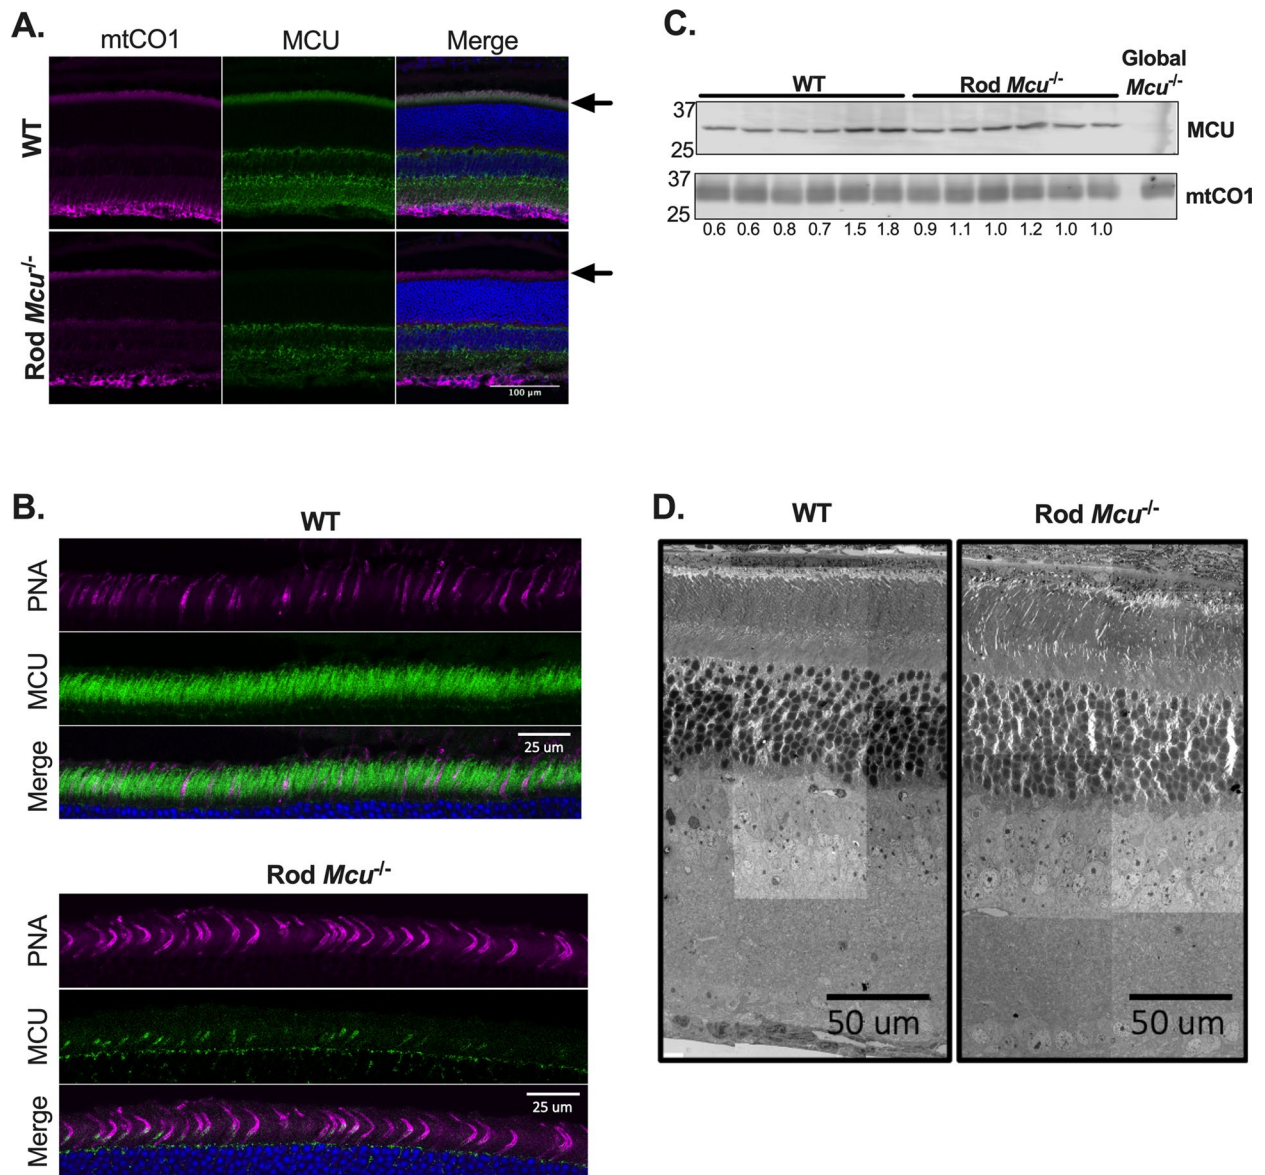 A.
mtCO1 MCU Merge
WT
Rod Mcu-/-
100 µm
B.
WT
PNA
MCU
Merge
25 um
Rod Mcu-/-
PNA
MCU
Merge
25 um
C.
Global
WT Rod Mcu-/- Mcu-/-
37
25
MCU
37
25
mtCO1
0.6 0.6 0.8 0.7 1.5 1.8 0.9 1.1 1.0 1.2 1.0 1.0
D.
WT Rod Mcu-/-
50 um 50 um